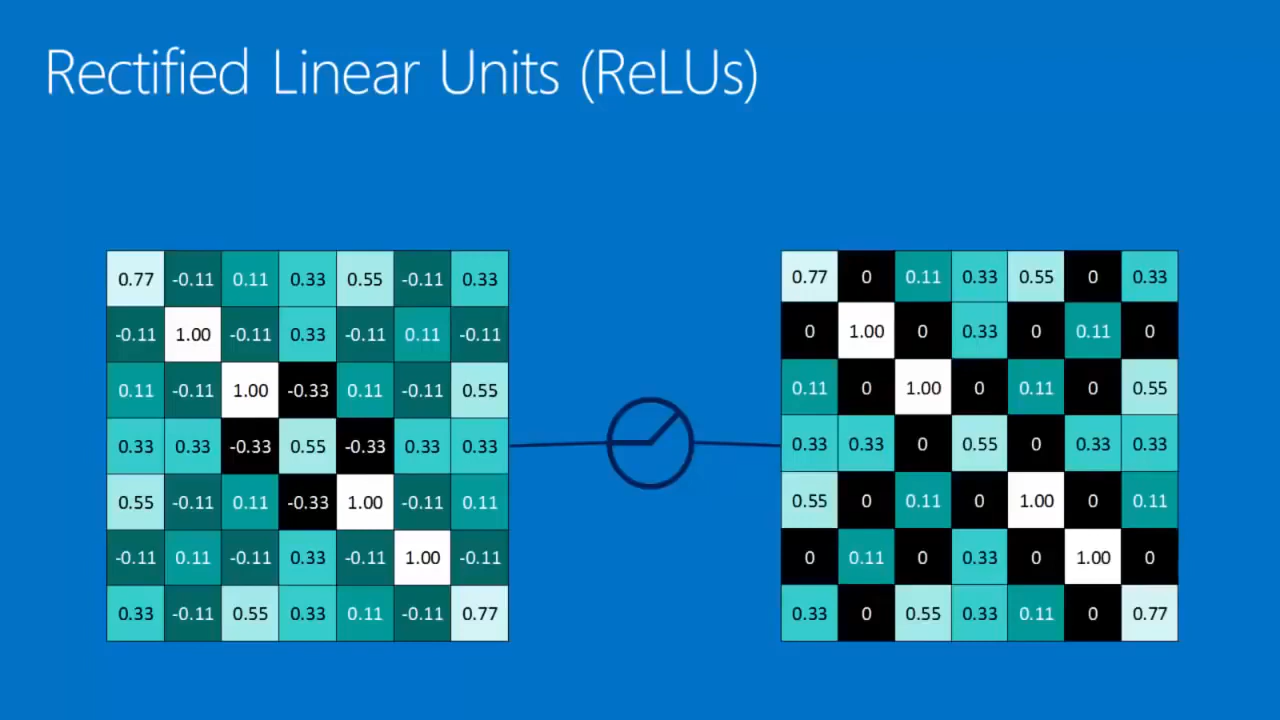 Rectified Linear Units (ReLUs)
0.77 -0.11 0.11 0.33 0.55 -0.11 0.33
-0.11 1.00 -0.11 0.33 -0.11 0.11 -0.11
0.11 -0.11 1.00 -0.33 0.11 -0.11 0.55
0.33 0.33 -0.33 0.55 -0.33 0.33 0.33
0.55 -0.11 0.11 -0.33 1.00 -0.11 0.11
-0.11 0.11 -0.11 0.33 -0.11 1.00 -0.11
0.33 -0.11 0.55 0.33 0.11 -0.11 0.77
0.77 0 0.11 0.33 0.55 0 0.33
0 1.00 0 0.33 0 0.11 0
0.11 0 1.00 0 0.11 0 0.55
0.33 0.33 0 0.55 0 0.33 0.33
0.55 0 0.11 0 1.00 0 0.11
0 0.11 0 0.33 0 1.00 0
0.33 0 0.55 0.33 0.11 0 0.77